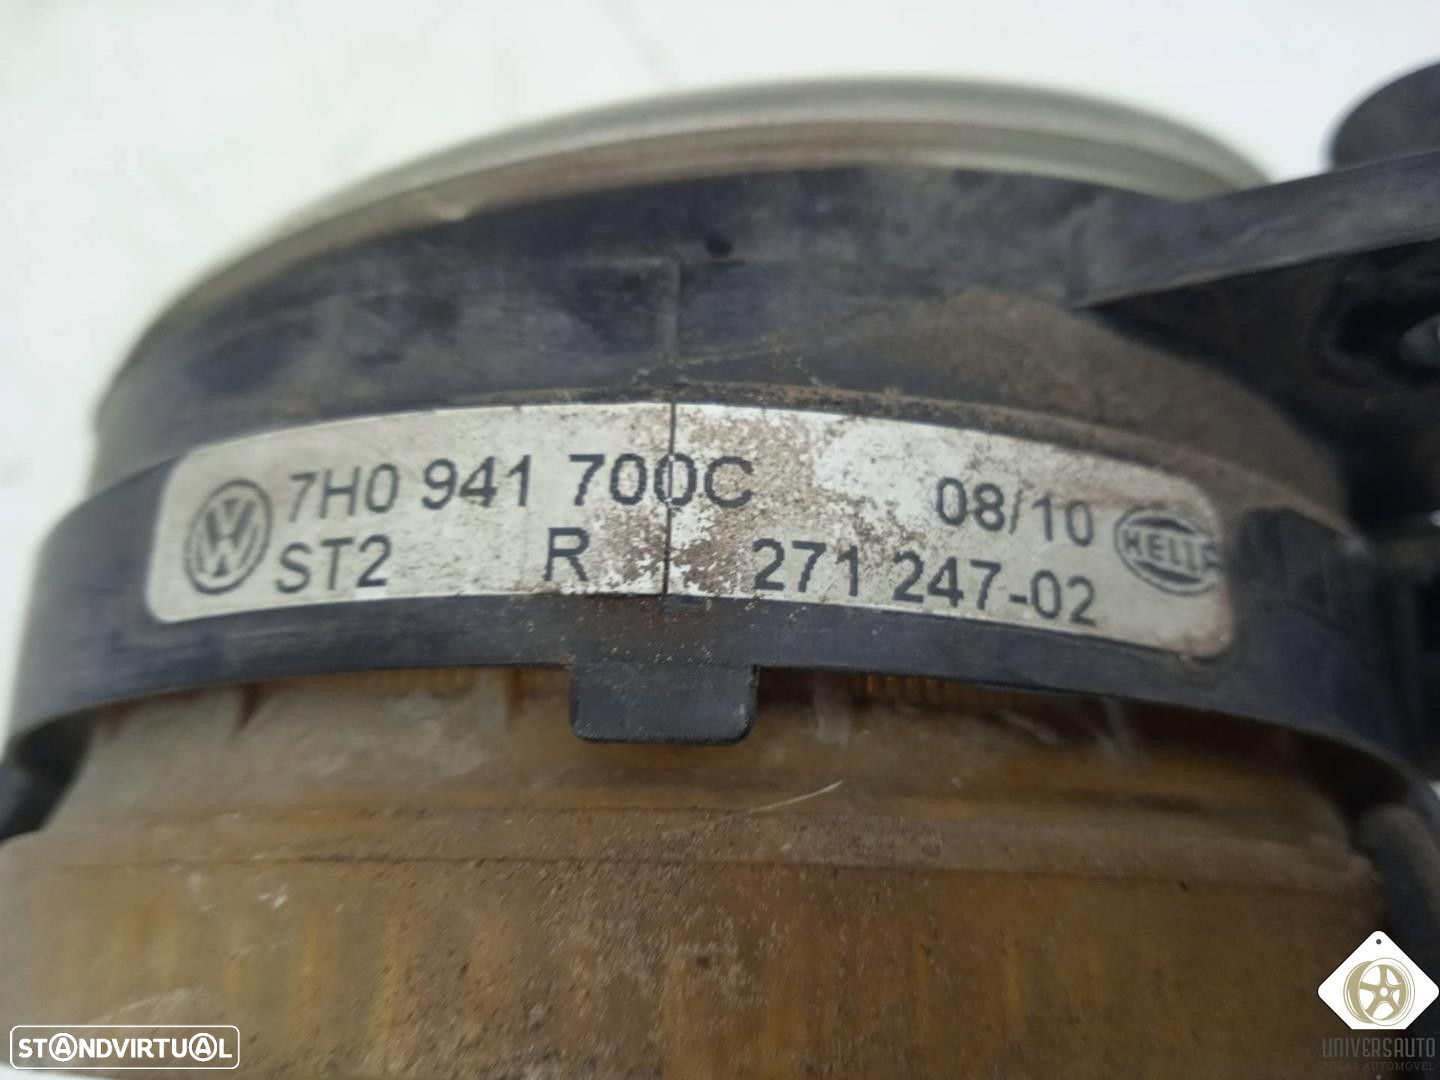 7H0 941 700C 08/10 HELLA
ST2 R 271 247-02
STANDVIRTUAL
UNIVERSAUTO
PEÇAS AUTOMÓVEL